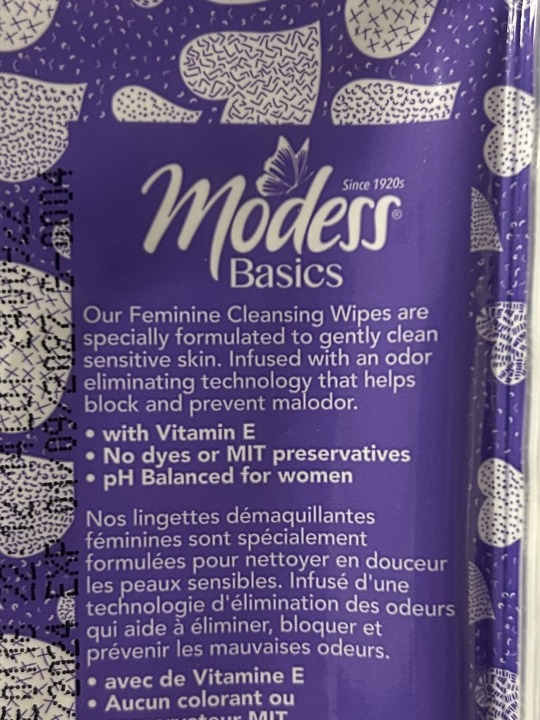 Since 1920s
Modess®
Basics
Our Feminine Cleansing Wipes are
specially formulated to gently clean
sensitive skin. Infused with an odor
eliminating technology that helps
block and prevent malodor.
• with Vitamin E
• No dyes or MIT preservatives
• pH Balanced for women
Nos lingettes démaquillantes
féminines sont spécialement
formulées pour nettoyer en douceur
les peaux sensibles. Infusé d'une
technologie d'élimination des odeurs
qui aide à éliminer, bloquer et
prévenir les mauvaises odeurs.
• avec de Vitamine E
• Aucun colorant ou
MIT